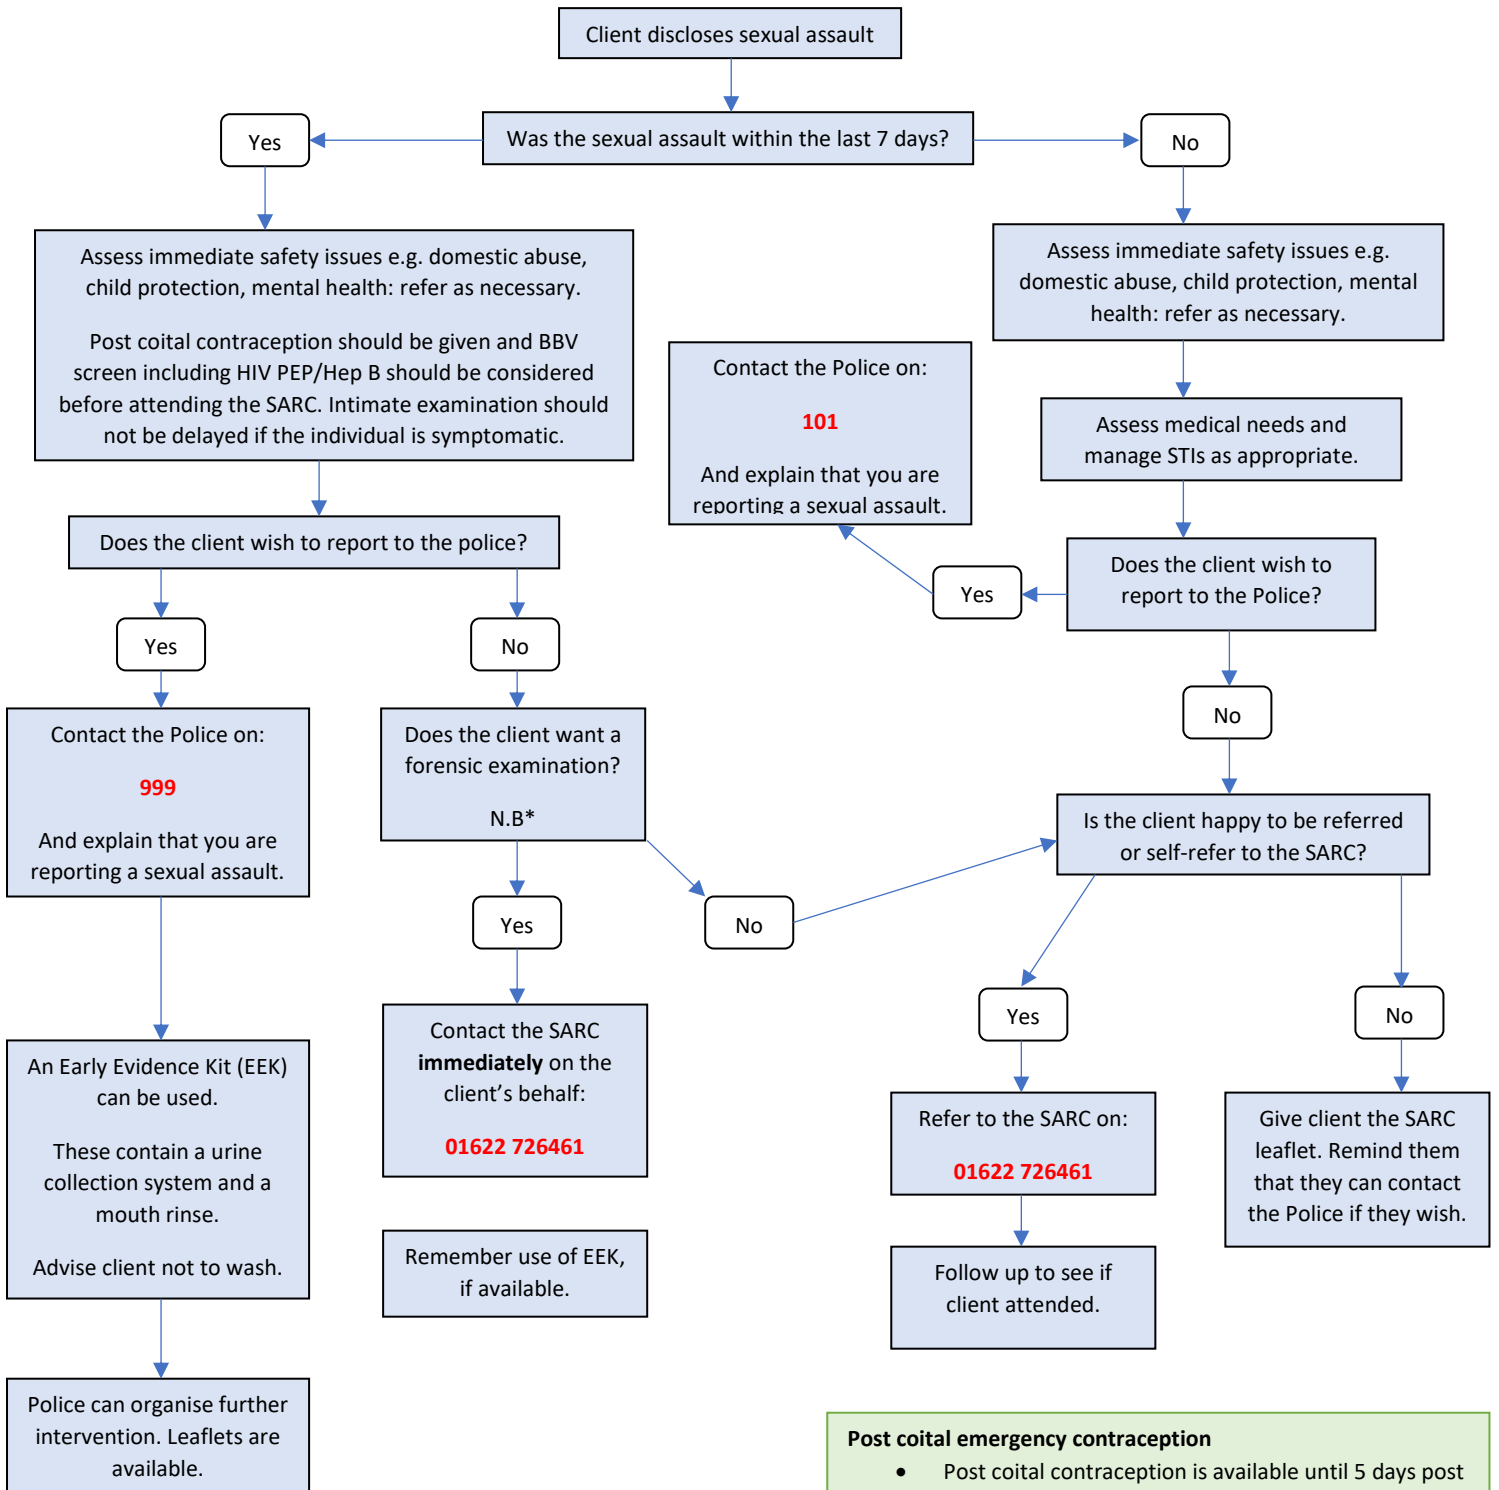 Client discloses sexual assault
Was the sexual assault within the last 7 days?
Yes
No
Assess immediate safety issues e.g. domestic abuse,
child protection, mental health: refer as necessary.
Post coital contraception should be given and BBV
screen including HIV PEP/Hep B should be considered
before attending the SARC. Intimate examination should
not be delayed if the individual is symptomatic.
Does the client wish to report to the police?
Yes
No
Contact the Police on:
999
And explain that you are
reporting a sexual assault.
An Early Evidence Kit (EEK)
can be used.
These contain a urine
collection system and a
mouth rinse.
Advise client not to wash.
Police can organise further
intervention. Leaflets are
available.
Does the client want a
forensic examination?
N.B*
Yes
No
Contact the SARC
immediately on the
client’s behalf:
01622 726461
Remember use of EEK,
if available.
Assess immediate safety issues e.g.
domestic abuse, child protection, mental
health: refer as necessary.
Assess medical needs and
manage STIs as appropriate.
Does the client wish to
report to the Police?
Yes
Contact the Police on:
101
And explain that you are
reporting a sexual assault.
No
Is the client happy to be referred
or self-refer to the SARC?
Yes
No
Refer to the SARC on:
01622 726461
Follow up to see if
client attended.
Give client the SARC
leaflet. Remind them
that they can contact
the Police if they wish.
Post coital emergency contraception
• Post coital contraception is available until 5 days post